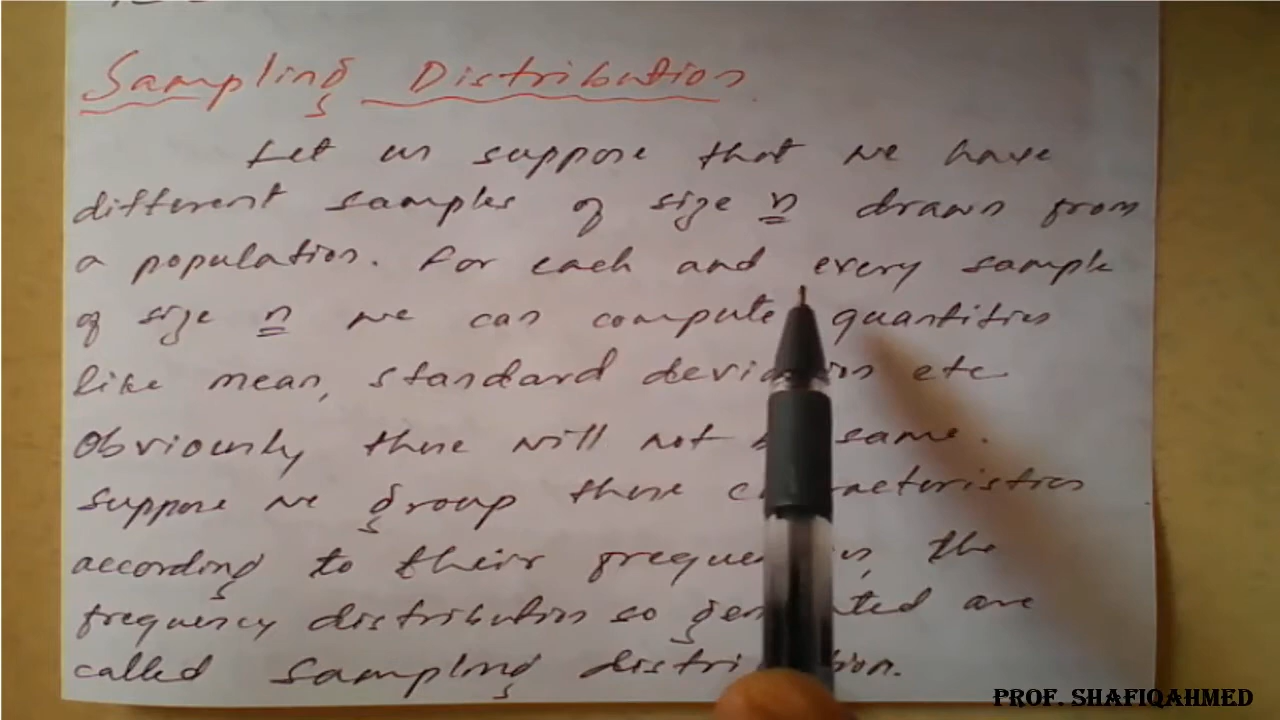 Sampling Distribution
Let us suppose that we have
different samples of size n drawn from
a population. For each and every sample
of size n we can compute quantities
like mean, standard deviation etc
Obviously these will not same.
Suppose we group these characteristics
according to their frequencies, the
frequency distribution so generated are
called Sampling distribution.
PROF. SHAFIQAHMED